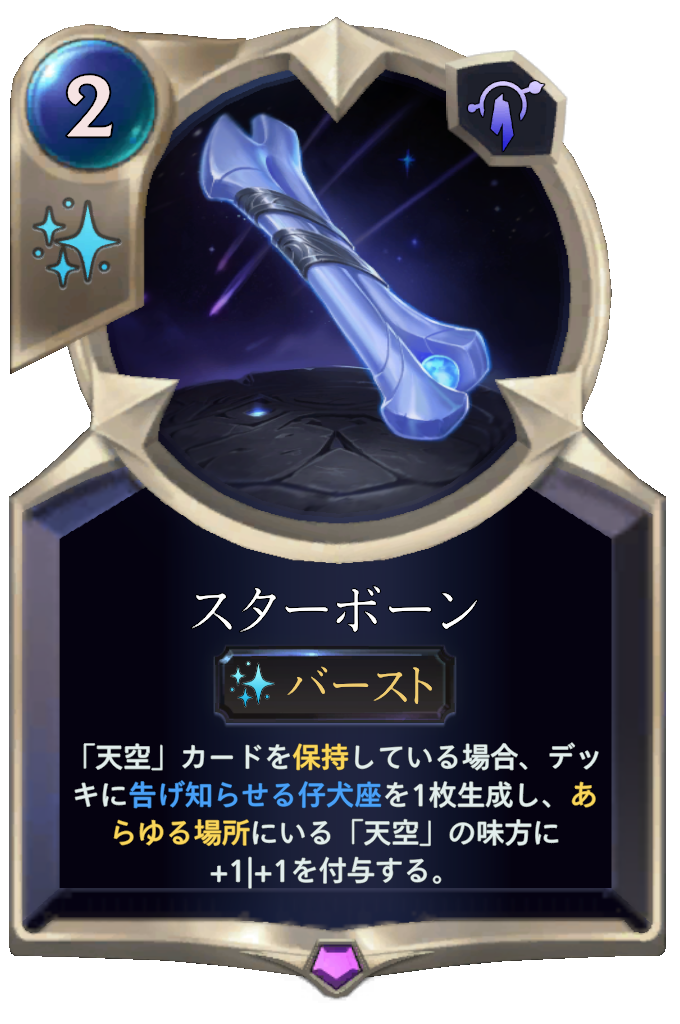 2
スターボーン
バースト
「天空」カードを保持している場合、デッ
キに告げ知らせる仔犬座を1枚生成し、あ
らゆる場所にいる「天空」の味方に
+1|+1を付与する。